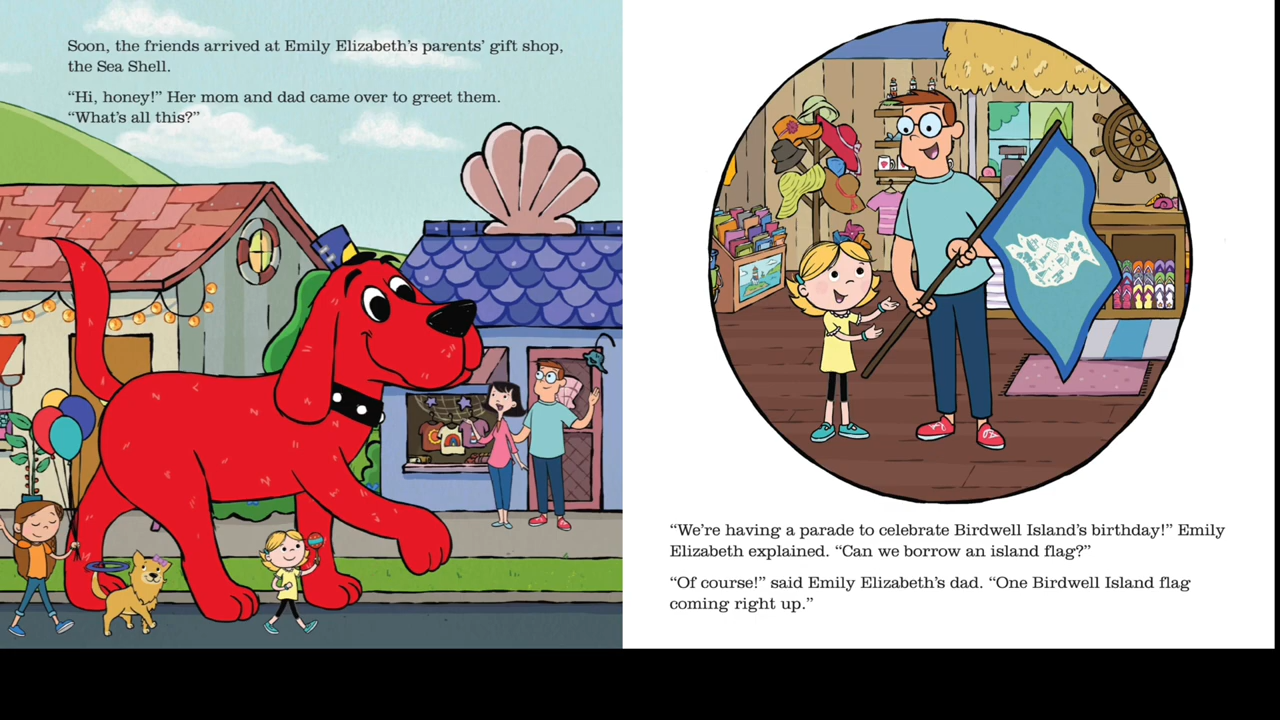 Soon, the friends arrived at Emily Elizabeth’s parents’ gift shop,
the Sea Shell.
“Hi, honey!” Her mom and dad came over to greet them.
“What’s all this?”
“We’re having a parade to celebrate Birdwell Island’s birthday!” Emily
Elizabeth explained. “Can we borrow an island flag?”
“Of course!” said Emily Elizabeth’s dad. “One Birdwell Island flag
coming right up.”